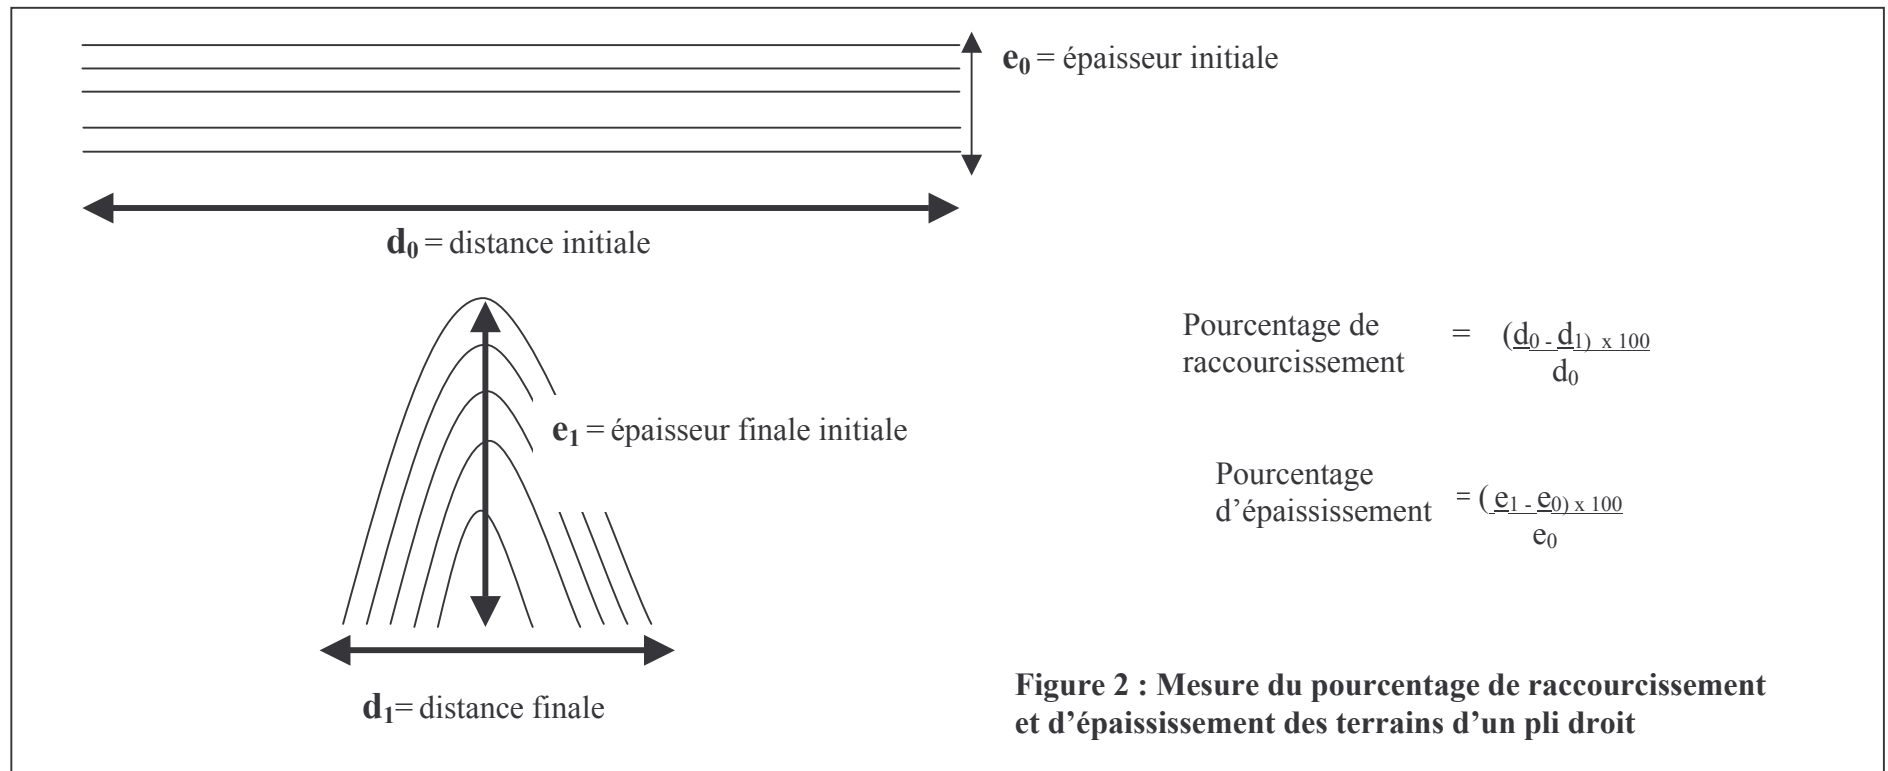 e0 = épaisseur initiale
d0 = distance initiale
e1 = épaisseur finale initiale
d1= distance finale
Pourcentage de
raccourcissement
= (d0 - d1) x 100
d0
Pourcentage
d’épaississement
= ( e1 - e0) x 100
e0
Figure 2 : Mesure du pourcentage de raccourcissement
et d’épaississement des terrains d’un pli droit